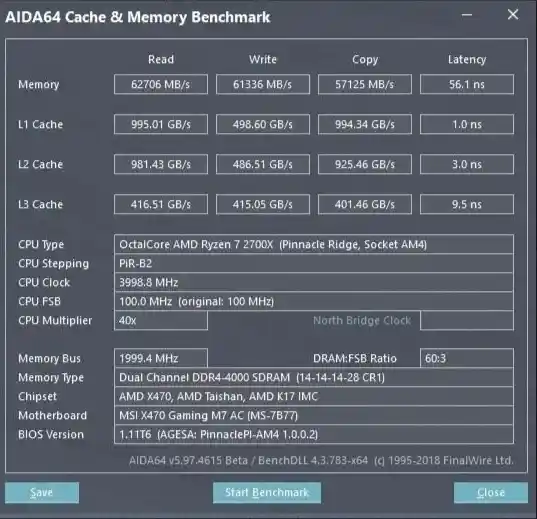 AIDA64 Cache & Memory Benchmark
Read Write Copy Latency
Memory 62706 MB/s 61336 MB/s 57125 MB/s 56.1 ns
L1 Cache 995.01 GB/s 498.60 GB/s 994.34 GB/s 1.0 ns
L2 Cache 981.43 GB/s 486.51 GB/s 925.46 GB/s 3.0 ns
L3 Cache 416.51 GB/s 415.05 GB/s 401.46 GB/s 9.5 ns
CPU Type OctalCore AMD Ryzen 7 2700X (Pinnacle Ridge, Socket AM4)
CPU Stepping PiR-B2
CPU Clock 3998.8 MHz
CPU FSB 100.0 MHz (original: 100 MHz)
CPU Multiplier 40x North Bridge Clock
Memory Bus 1999.4 MHz DRAM:FSB Ratio 60:3
Memory Type Dual Channel DDR4-4000 SDRAM (14-14-14-28 CR1)
Chipset AMD X470, AMD Taishan, AMD K17 IMC
Motherboard MSI X470 Gaming M7 AC (MS-7B77)
BIOS Version 1.11T6 (AGESA: PinnaclePI-AM4 1.0.0.2)
AIDA64 v5.97.4615 Beta / BenchDLL 4.3.783-x64 (c) 1995-2018 FinalWire Ltd.
Save Start Benchmark Close